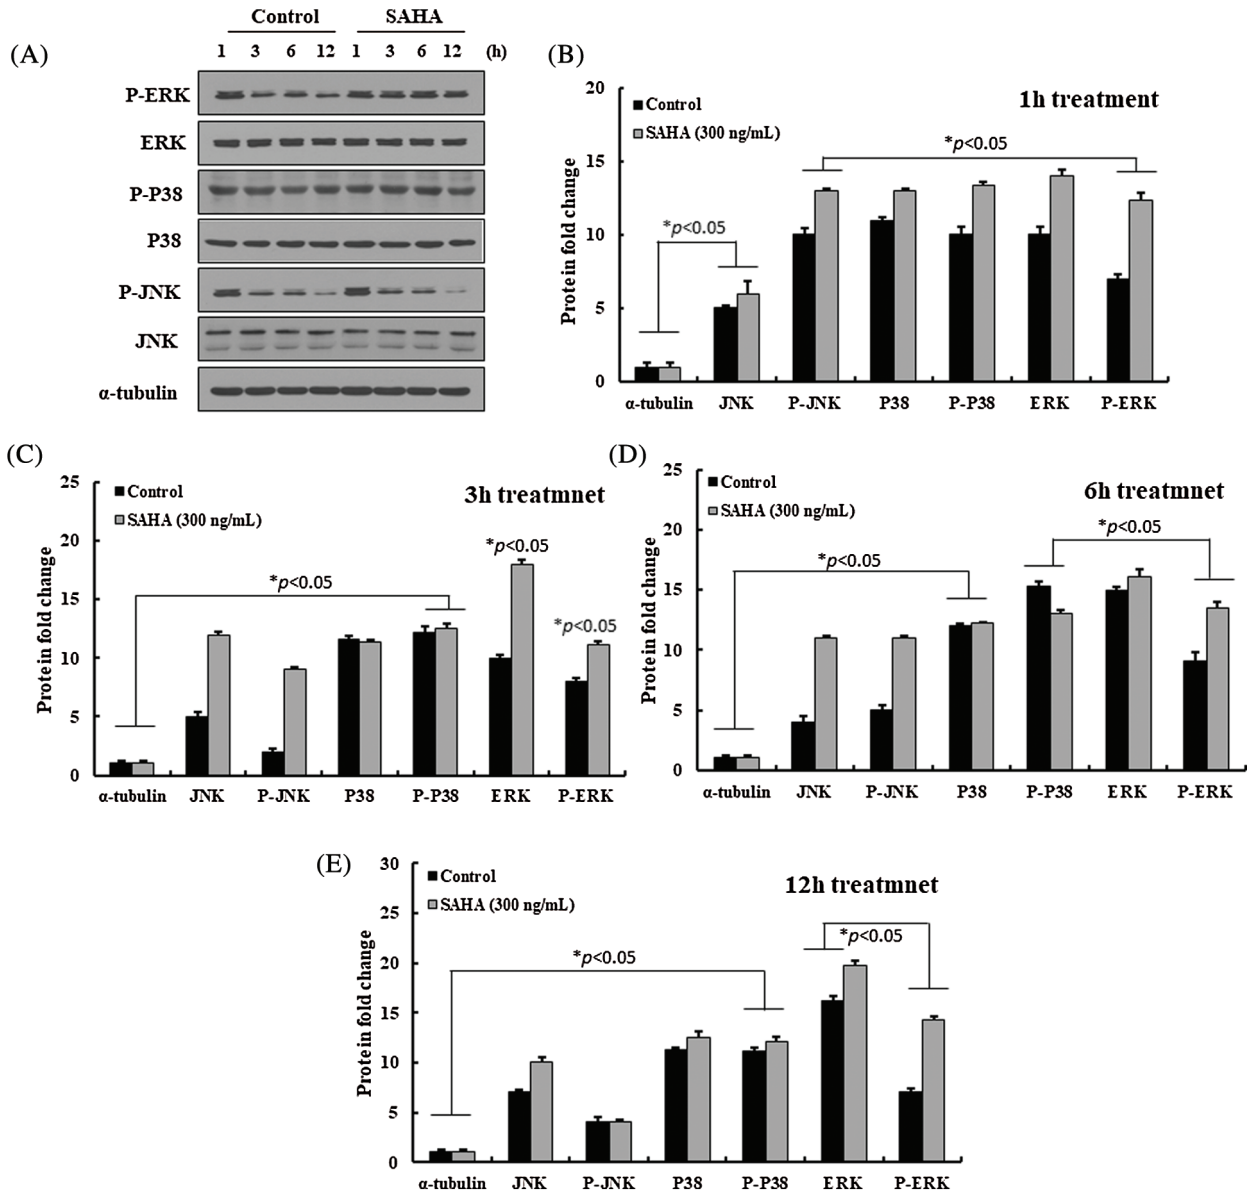 (A)
Control SAHA
1 3 6 12 1 3 6 12 (h)
P-ERK
ERK
P-P38
P38
P-JNK
JNK
α-tubulin
(B)
1h treatment
Control
SAHA (300 ng/mL)
*p<0.05
*p<0.05
Protein fold change
20
15
10
5
0
α-tubulin JNK P-JNK P38 P-P38 ERK P-ERK
(C)
3h treatmnet
Control
SAHA (300 ng/mL)
*p<0.05
*p<0.05
*p<0.05
Protein fold change
25
20
15
10
5
0
α-tubulin JNK P-JNK P38 P-P38 ERK P-ERK
(D)
6h treatmnet
Control
SAHA (300 ng/mL)
*p<0.05
*p<0.05
Protein fold change
25
20
15
10
5
0
α-tubulin JNK P-JNK P38 P-P38 ERK P-ERK
(E)
12h treatmnet
Control
SAHA (300 ng/mL)
*p<0.05
*p<0.05
Protein fold change
30
25
20
15
10
5
0
α-tubulin JNK P-JNK P38 P-P38 ERK P-ERK